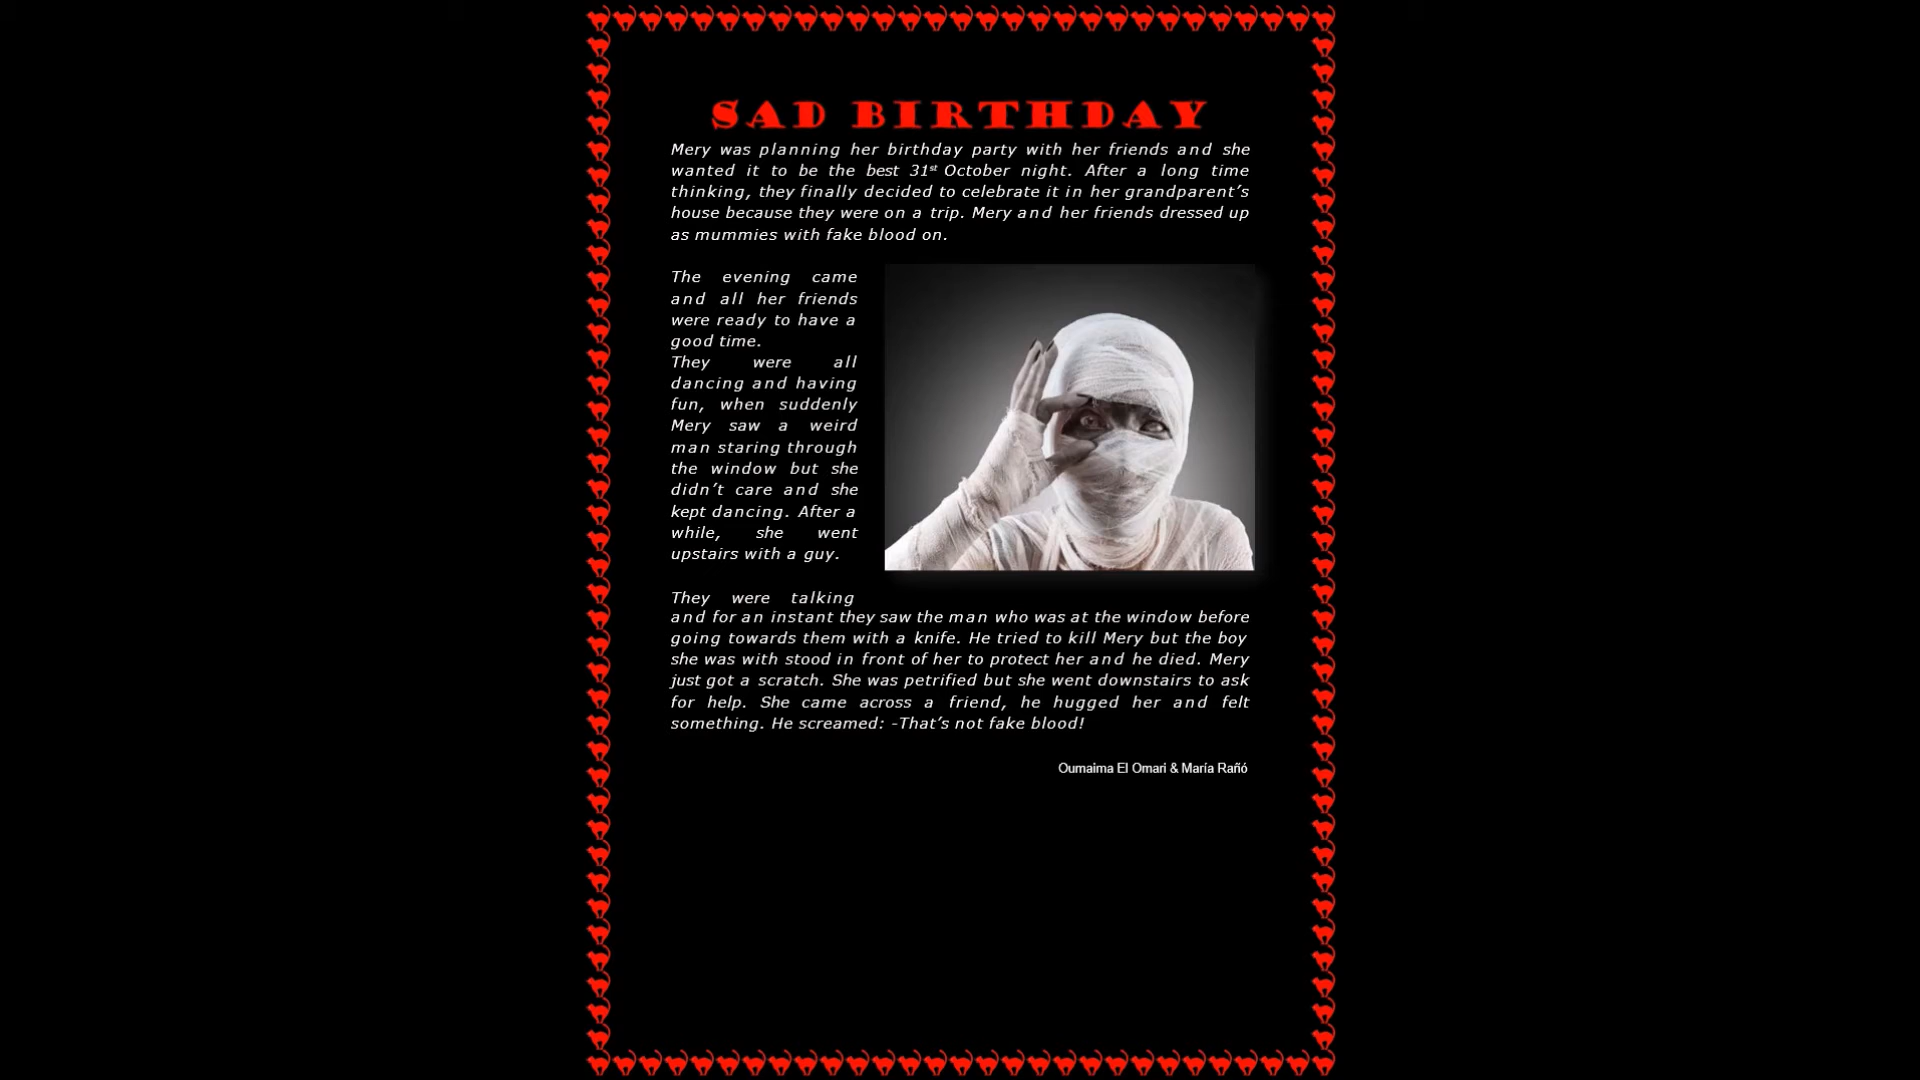 SAD BIRTHDAY
Mery was planning her birthday party with her friends and she
wanted it to be the best 31st October night. After a long time
thinking, they finally decided to celebrate it in her grandparent's
house because they were on a trip. Mery and her friends dressed up
as mummies with fake blood on.
The evening came
and all her friends
were ready to have a
good time.
They were all
dancing and having
fun, when suddenly
Mery saw a weird
man staring through
the window but she
didn't care and she
kept dancing. After a
while, she went
upstairs with a guy.
They were talking
and for an instant they saw the man who was at the window before
going towards them with a knife. He tried to kill Mery but the boy
she was with stood in front of her to protect her and he died. Mery
just got a scratch. She was petrified but she went downstairs to ask
for help. She came across a friend, he hugged her and felt
something. He screamed: -That's not fake blood!
Oumaima El Omari & María Rañó